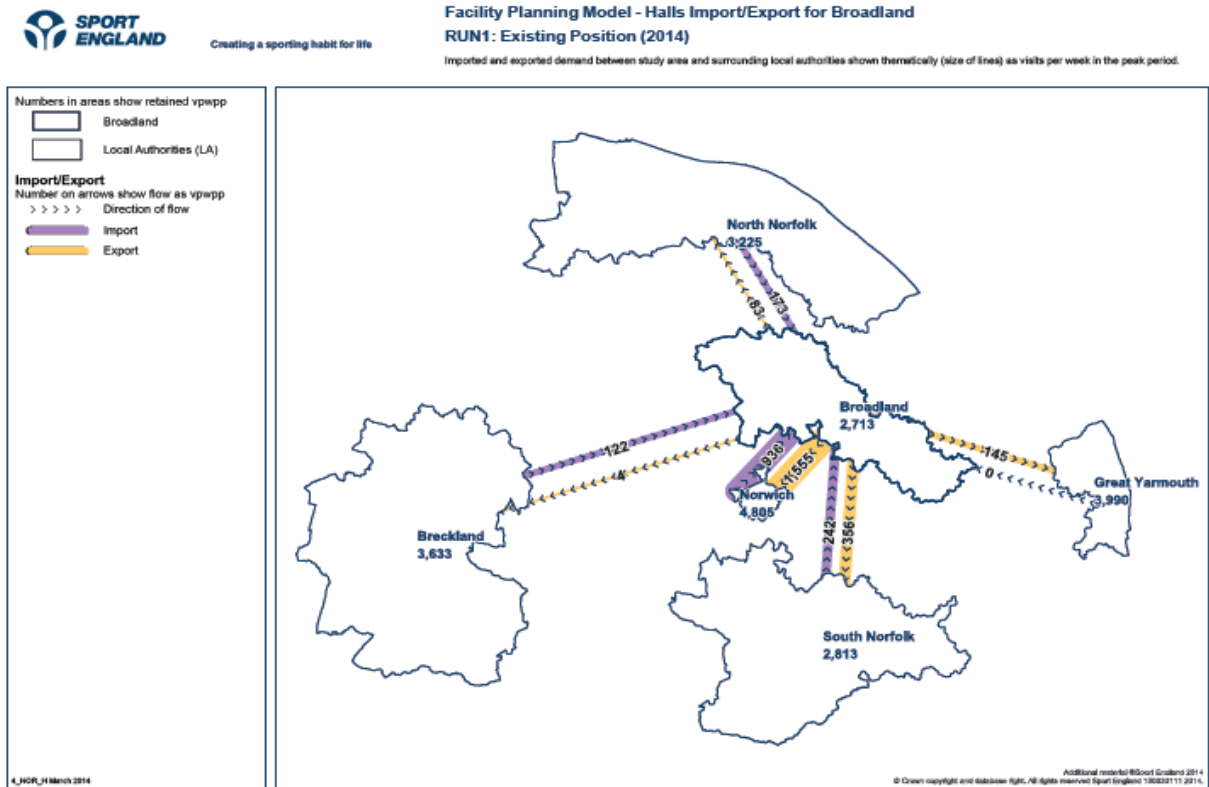 SPORT
ENGLAND
Creating a sporting habit for life
Facility Planning Model - Halls Import/Export for Broadland
RUN1: Existing Position (2014)
Imported and exported demand between study area and surrounding local authorities shown thematically (size of lines) as visits per week in the peak period.
Numbers in areas show retained vpwpp
Broadland
Local Authorities (LA)
Import/Export
Number on arrows show flow as vpwpp
Direction of flow
Import
Export
North Norfolk
3,225
83
173
Broadland
2,713
122
4
936
1,555
145
0
Norwich
4,805
Great Yarmouth
3,990
242
356
Breckland
3,633
South Norfolk
2,813
4_NOR_H March 2014
Additional material ©Sport England 2014
© Crown copyright and database right. All rights reserved Sport England 100033111 2014.